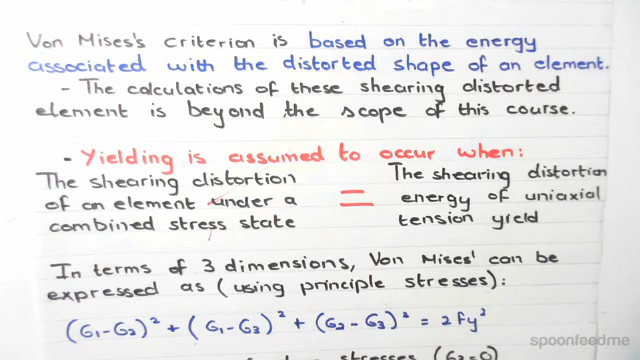 Von Mises's criterion is based on the energy
associated with the distorted shape of an element.
- The calculations of these shearing distorted
element is beyond the scope of this course.
- Yielding is assumed to occur when:
The shearing distortion
of an element under a
combined stress state
=
The shearing distortion
energy of uniaxial
tension yield
In terms of 3 dimensions, Von Mises' can be
expressed as (using principle stresses):
(σ1-σ2)² + (σ1-σ3)² + (σ2-σ3)² = 2fy²
stresses (σ3=0)
spoonfeedme